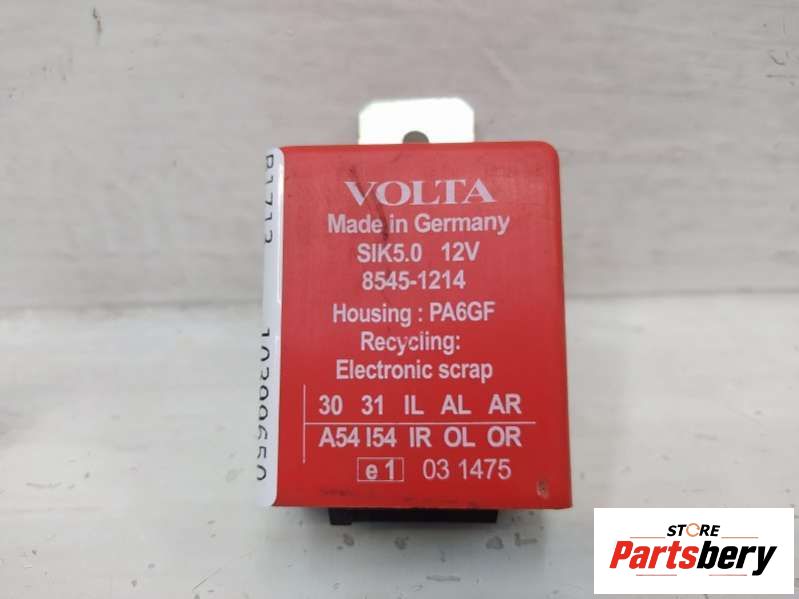 VOLTA
Made in Germany
SIK5.0 12V
8545-1214
Housing : PA6GF
Recycling:
Electronic scrap
30 31 IL AL AR
A54 I54 IR OL OR
e1 03 1475
STORE
Partsbery